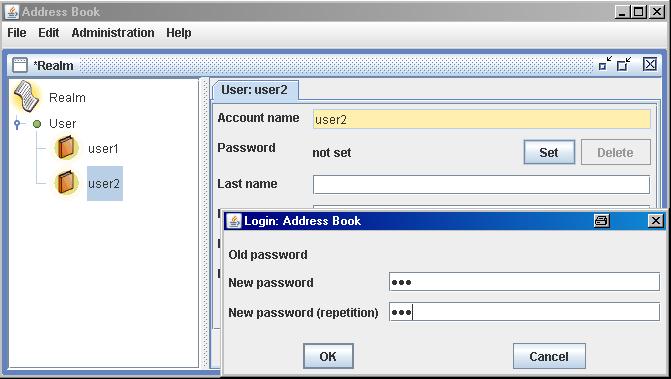 Address Book
File Edit Administration Help
*Realm
Realm
User
user1
user2
User: user2
Account name user2
Password not set Set Delete
Last name
Login: Address Book
Old password
New password •••
New password (repetition) •••
OK Cancel